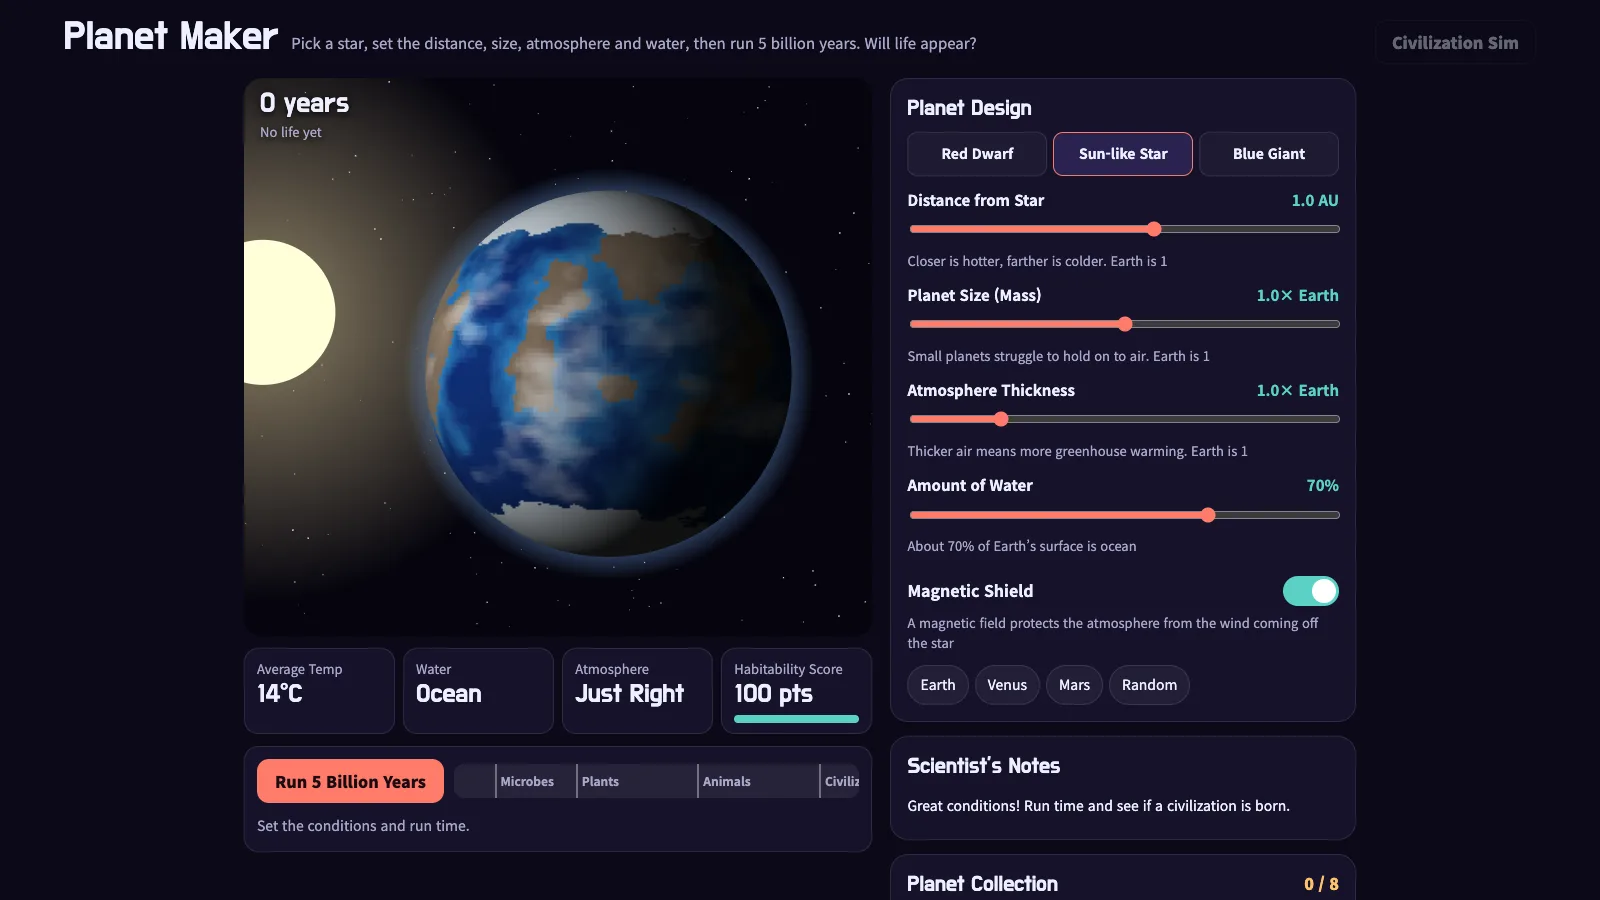 Planet Maker
Pick a star, set the distance, size, atmosphere and water, then run 5 billion years. Will life appear?
Civilization Sim
0 years
No life yet
Average Temp
14°C
Water
Ocean
Atmosphere
Just Right
Habitability Score
100 pts
Run 5 Billion Years
Microbes
Plants
Animals
Civiliz
Set the conditions and run time.
Planet Design
Red Dwarf
Sun-like Star
Blue Giant
Distance from Star
1.0 AU
Closer is hotter, farther is colder. Earth is 1
Planet Size (Mass)
1.0× Earth
Small planets struggle to hold on to air. Earth is 1
Atmosphere Thickness
1.0× Earth
Thicker air means more greenhouse warming. Earth is 1
Amount of Water
70%
About 70% of Earth's surface is ocean
Magnetic Shield
A magnetic field protects the atmosphere from the wind coming off
the star
Earth
Venus
Mars
Random
Scientist's Notes
Great conditions! Run time and see if a civilization is born.
Planet Collection
0 / 8